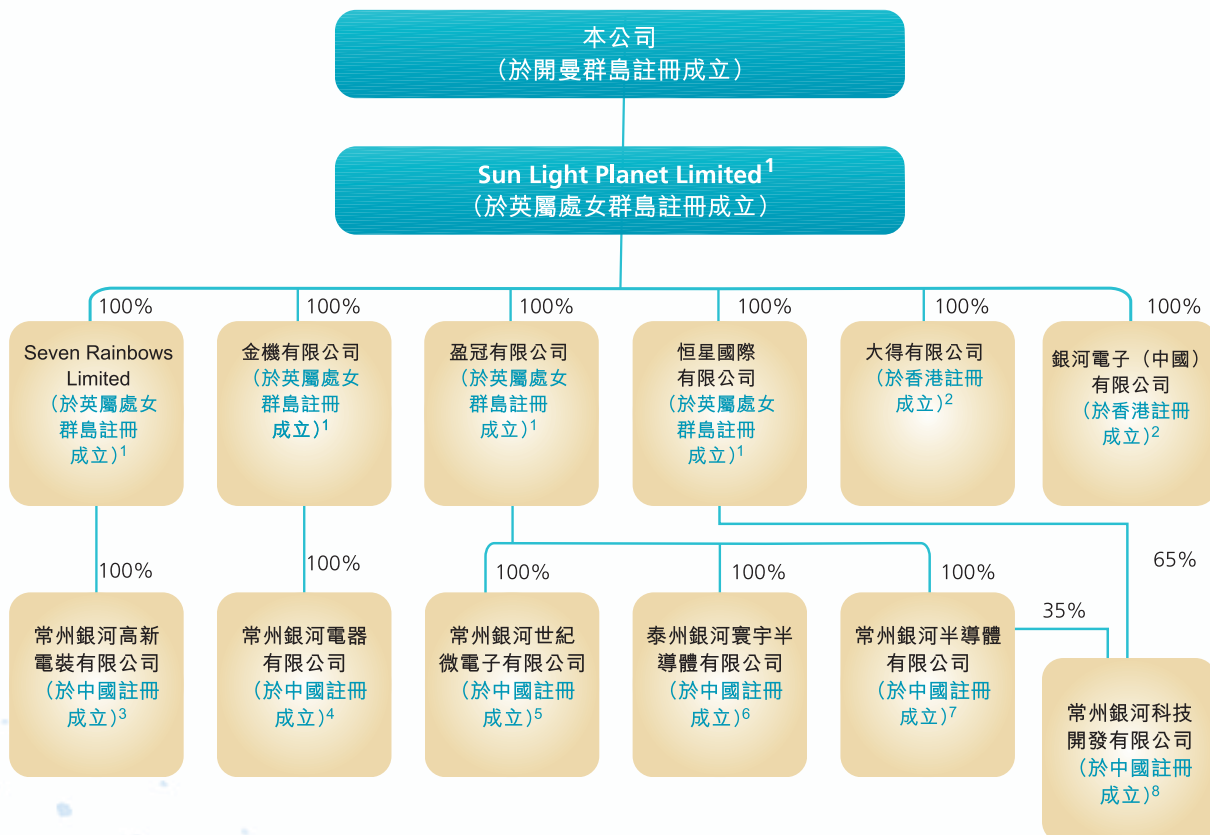 本公司
（於開曼群島註冊成立）
Sun Light Planet Limited1
（於英屬處女群島註冊成立）
100%
100%
100%
100%
100%
100%
Seven Rainbows
Limited
（於英屬處女
群島註冊
成立）1
金機有限公司
（於英屬處女
群島註冊
成立）1
盈冠有限公司
（於英屬處女
群島註冊
成立）1
恒星國際
有限公司
（於英屬處女
群島註冊
成立）1
大得有限公司
（於香港註冊
成立）2
銀河電子（中國）
有限公司
（於香港註冊
成立）2
100%
100%
100%
100%
100%
65%
35%
常州銀河高新
電裝有限公司
（於中國註冊
成立）3
常州銀河電器
有限公司
（於中國註冊
成立）4
常州銀河世紀
微電子有限公司
（於中國註冊
成立）5
泰州銀河寰宇半
導體有限公司
（於中國註冊
成立）6
常州銀河半導體
有限公司
（於中國註冊
成立）7
常州銀河科技
開發有限公司
（於中國註冊
成立）8